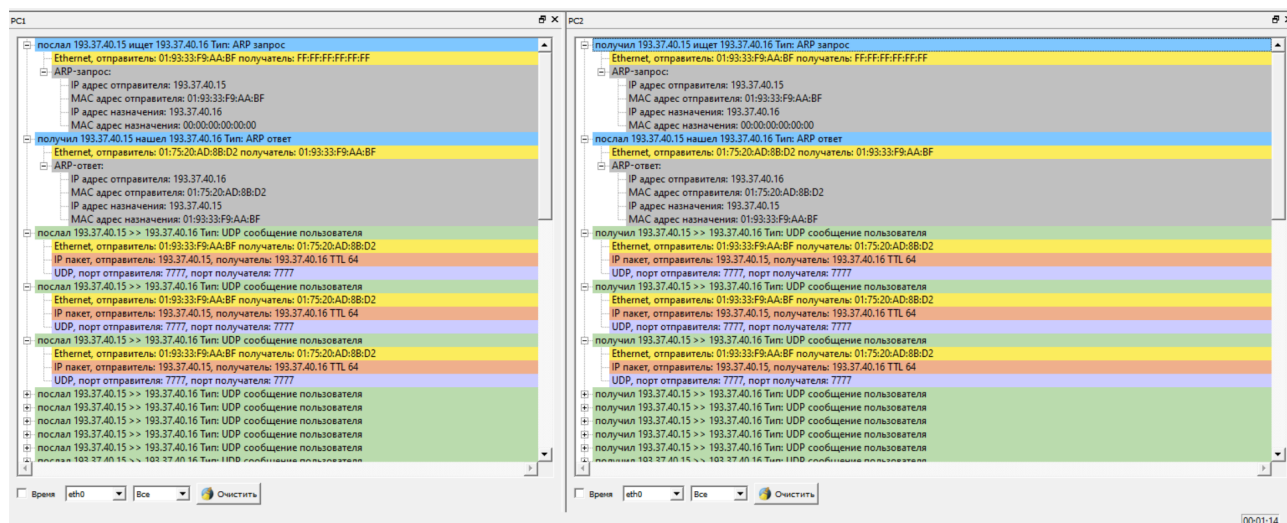 PC1
послал 193.37.40.15 ищет 193.37.40.16 Тип: ARP запрос
Ethernet, отправитель: 01:93:33:F9:AA:BF получатель: FF:FF:FF:FF:FF:FF
ARP-запрос:
IP адрес отправителя: 193.37.40.15
MAC адрес отправителя: 01:93:33:F9:AA:BF
IP адрес назначения: 193.37.40.16
MAC адрес назначения: 00:00:00:00:00:00
получил 193.37.40.15 нашел 193.37.40.16 Тип: ARP ответ
Ethernet, отправитель: 01:75:20:AD:8B:D2 получатель: 01:93:33:F9:AA:BF
ARP-ответ:
IP адрес отправителя: 193.37.40.16
MAC адрес отправителя: 01:75:20:AD:8B:D2
IP адрес назначения: 193.37.40.15
MAC адрес назначения: 01:93:33:F9:AA:BF
послал 193.37.40.15 >> 193.37.40.16 Тип: UDP сообщение пользователя
Ethernet, отправитель: 01:93:33:F9:AA:BF получатель: 01:75:20:AD:8B:D2
IP пакет, отправитель: 193.37.40.15, получатель: 193.37.40.16 TTL 64
UDP, порт отправителя: 7777, порт получателя: 7777
послал 193.37.40.15 >> 193.37.40.16 Тип: UDP сообщение пользователя
Ethernet, отправитель: 01:93:33:F9:AA:BF получатель: 01:75:20:AD:8B:D2
IP пакет, отправитель: 193.37.40.15, получатель: 193.37.40.16 TTL 64
UDP, порт отправителя: 7777, порт получателя: 7777
послал 193.37.40.15 >> 193.37.40.16 Тип: UDP сообщение пользователя
Ethernet, отправитель: 01:93:33:F9:AA:BF получатель: 01:75:20:AD:8B:D2
IP пакет, отправитель: 193.37.40.15, получатель: 193.37.40.16 TTL 64
UDP, порт отправителя: 7777, порт получателя: 7777
послал 193.37.40.15 >> 193.37.40.16 Тип: UDP сообщение пользователя
послал 193.37.40.15 >> 193.37.40.16 Тип: UDP сообщение пользователя
послал 193.37.40.15 >> 193.37.40.16 Тип: UDP сообщение пользователя
послал 193.37.40.15 >> 193.37.40.16 Тип: UDP сообщение пользователя
послал 193.37.40.15 >> 193.37.40.16 Тип: UDP сообщение пользователя
послал 193.37.40.15 >> 193.37.40.16 Тип: UDP сообщение пользователя
Время eth0 Все Очистить
PC2
получил 193.37.40.15 ищет 193.37.40.16 Тип: ARP запрос
Ethernet, отправитель: 01:93:33:F9:AA:BF получатель: FF:FF:FF:FF:FF:FF
ARP-запрос:
IP адрес отправителя: 193.37.40.15
MAC адрес отправителя: 01:93:33:F9:AA:BF
IP адрес назначения: 193.37.40.16
MAC адрес назначения: 00:00:00:00:00:00
послал 193.37.40.15 нашел 193.37.40.16 Тип: ARP ответ
Ethernet, отправитель: 01:75:20:AD:8B:D2 получатель: 01:93:33:F9:AA:BF
ARP-ответ:
IP адрес отправителя: 193.37.40.16
MAC адрес отправителя: 01:75:20:AD:8B:D2
IP адрес назначения: 193.37.40.15
MAC адрес назначения: 01:93:33:F9:AA:BF
получил 193.37.40.15 >> 193.37.40.16 Тип: UDP сообщение пользователя
Ethernet, отправитель: 01:93:33:F9:AA:BF получатель: 01:75:20:AD:8B:D2
IP пакет, отправитель: 193.37.40.15, получатель: 193.37.40.16 TTL 64
UDP, порт отправителя: 7777, порт получателя: 7777
получил 193.37.40.15 >> 193.37.40.16 Тип: UDP сообщение пользователя
Ethernet, отправитель: 01:93:33:F9:AA:BF получатель: 01:75:20:AD:8B:D2
IP пакет, отправитель: 193.37.40.15, получатель: 193.37.40.16 TTL 64
UDP, порт отправителя: 7777, порт получателя: 7777
получил 193.37.40.15 >> 193.37.40.16 Тип: UDP сообщение пользователя
Ethernet, отправитель: 01:93:33:F9:AA:BF получатель: 01:75:20:AD:8B:D2
IP пакет, отправитель: 193.37.40.15, получатель: 193.37.40.16 TTL 64
UDP, порт отправителя: 7777, порт получателя: 7777
получил 193.37.40.15 >> 193.37.40.16 Тип: UDP сообщение пользователя
получил 193.37.40.15 >> 193.37.40.16 Тип: UDP сообщение пользователя
получил 193.37.40.15 >> 193.37.40.16 Тип: UDP сообщение пользователя
получил 193.37.40.15 >> 193.37.40.16 Тип: UDP сообщение пользователя
получил 193.37.40.15 >> 193.37.40.16 Тип: UDP сообщение пользователя
получил 193.37.40.15 >> 193.37.40.16 Тип: UDP сообщение пользователя
Время eth0 Все Очистить
00:01:14